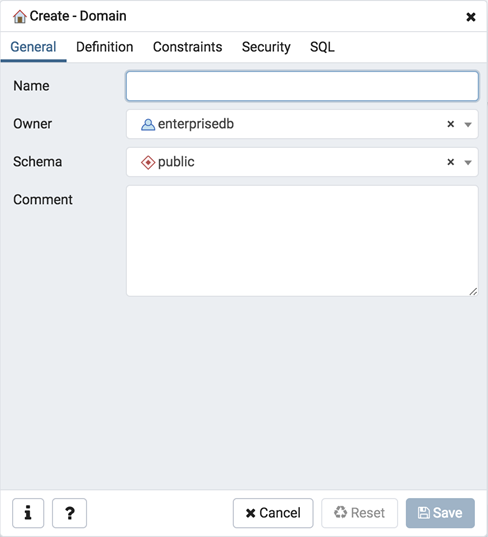 Create - Domain
General Definition Constraints Security SQL
Name
Owner enterprisedb
Schema public
Comment
i ? Cancel Reset Save